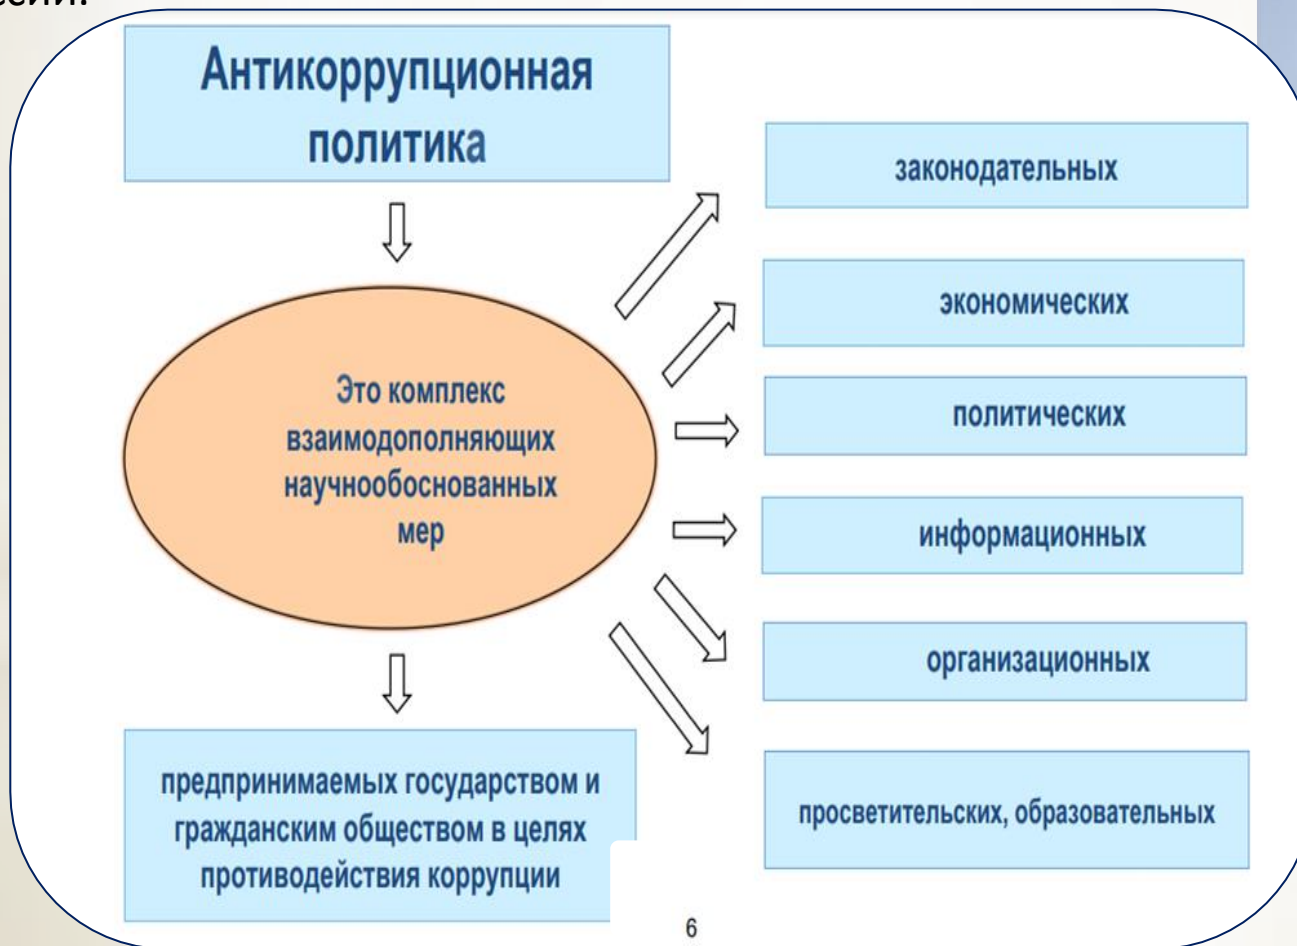 Антикоррупционная
политика
законодательных
экономических
Это комплекс
взаимодополняющих
научнообоснованных
мер
политических
информационных
организационных
предпринимаемых государством и
гражданским обществом в целях
противодействия коррупции
просветительских, образовательных
6